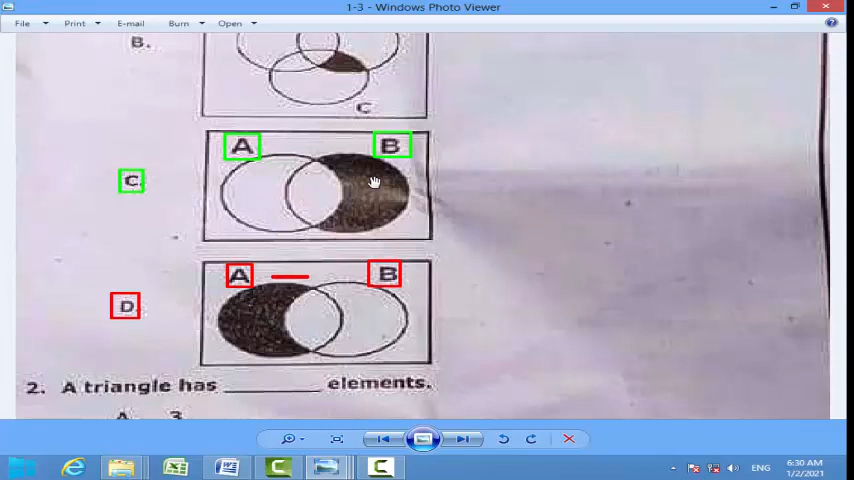 1-3 - Windows Photo Viewer
File Print E-mail Burn Open
B.
C
A B
C.
A B
D.
2. A triangle has ________ elements.
A. 3
ENG
6:30 AM
1/2/2021